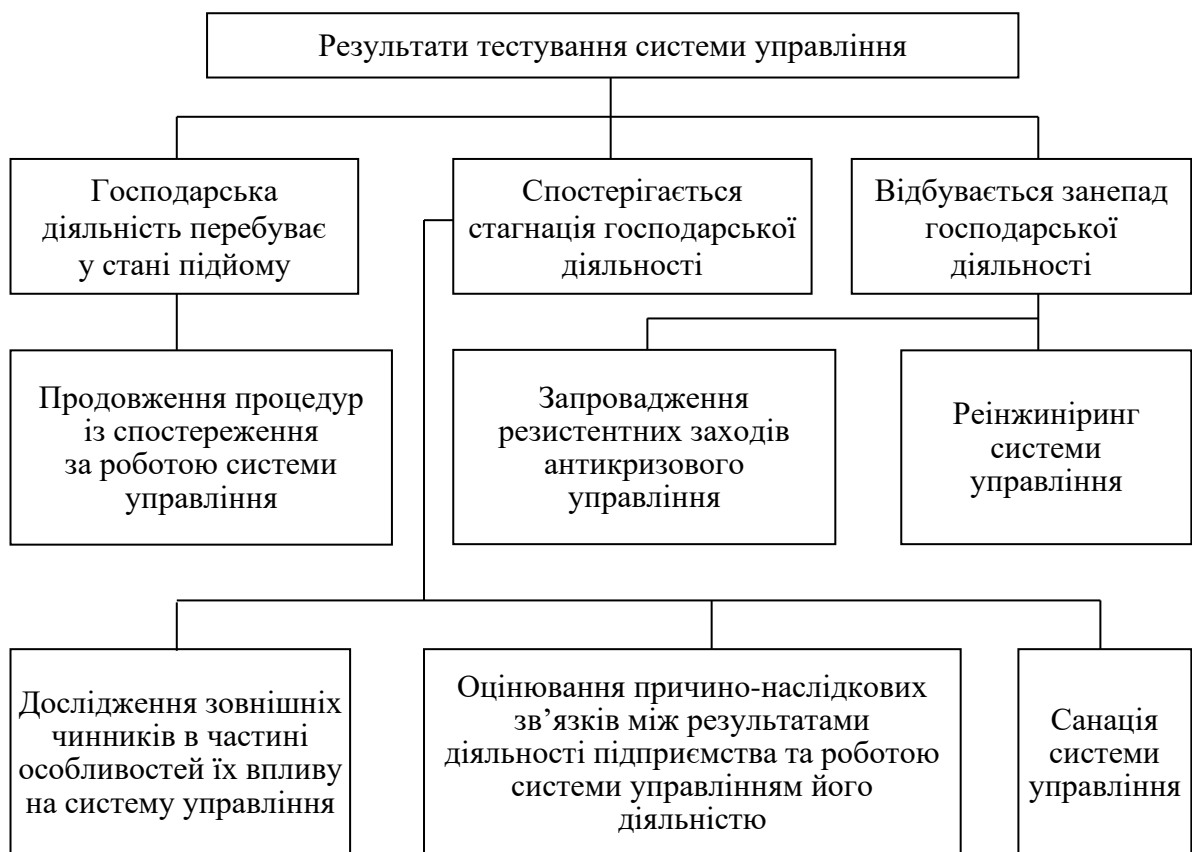 Результати тестування системи управління
Господарська
діяльність перебуває
у стані підйому
Спостерігається
стагнація господарської
діяльності
Відбувається занепад
господарської
діяльності
Продовження процедур
із спостереження
за роботою системи
управління
Запровадження
резистентних заходів
антикризового
управління
Реінжиніринг
системи
управління
Дослідження зовнішніх
чинників в частині
особливостей їх впливу
на систему управління
Оцінювання причино-наслідкових
зв’язків між результатами
діяльності підприємства та роботою
системи управлінням його
діяльністю
Санація
системи
управління